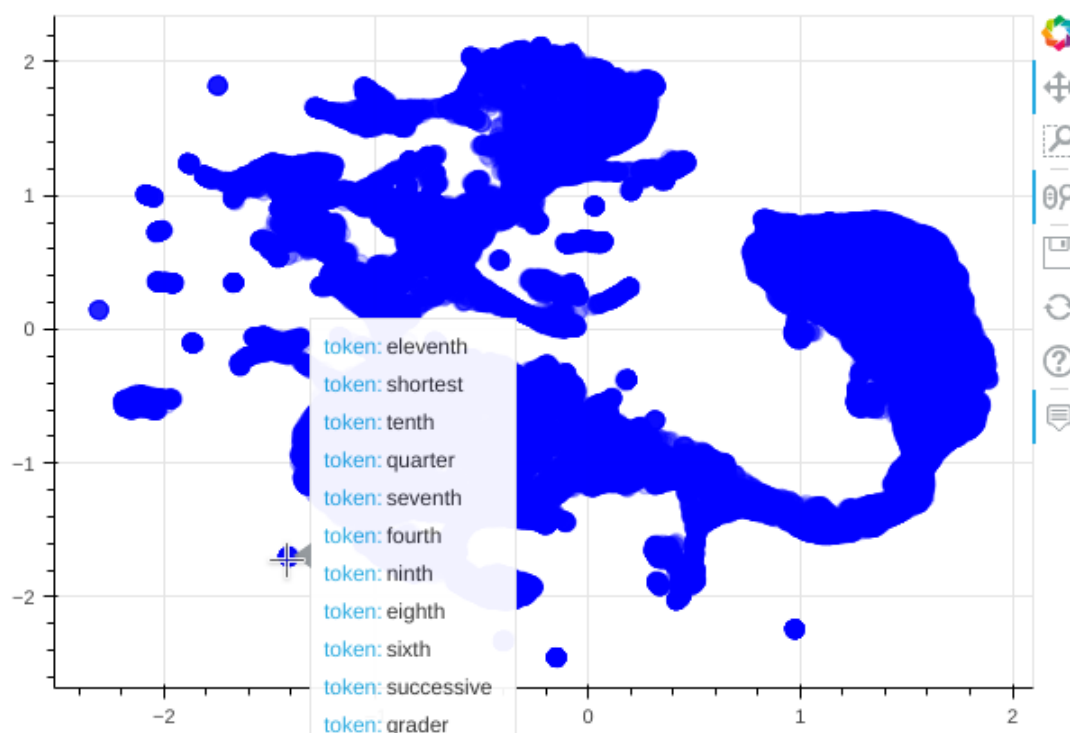 2
1
0
−1
−2
token: eleventh
token: shortest
token: tenth
token: quarter
token: seventh
token: fourth
token: ninth
token: eighth
token: sixth
token: successive
token: grader
−2
0
1
2